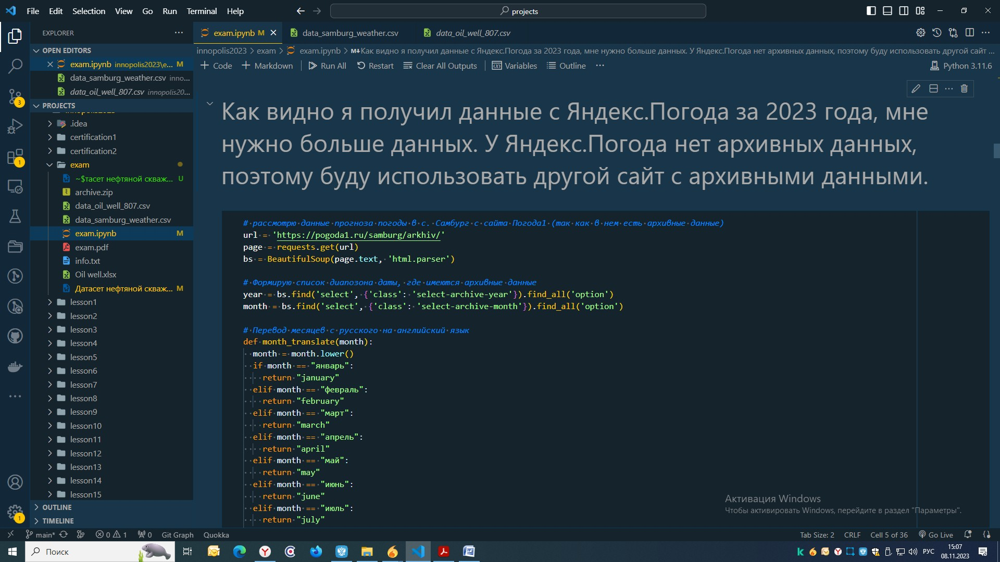 File Edit Selection View Go Run Terminal Help
projects
EXPLORER
exam.ipynb M
data_samburg_weather.csv
data_oil_well_807.csv
OPEN EDITORS
exam.ipynb innopolis2023\e... M
data_samburg_weather.csv inno...
data_oil_well_807.csv innopolis20...
PROJECTS
.idea
certification1
certification2
exam
~$тасет нефтяной скваж... U
archive.zip
data_oil_well_807.csv
data_samburg_weather.csv
exam.ipynb M
exam.pdf
info.txt
Oil well.xlsx
Датасет нефтяной скваж... M
lesson1
lesson2
lesson3
lesson4
lesson5
lesson6
lesson7
lesson8
lesson9
lesson10
lesson11
lesson12
lesson13
lesson14
lesson15
OUTLINE
TIMELINE
3
1
1
innopolis2023 > exam > exam.ipynb > M↓Как видно я получил данные с Яндекс.Погода за 2023 года, мне нужно больше данных. У Яндекс.Погода нет архивных данных, поэтому буду использовать другой сайт ...
+ Code + Markdown Run All Restart Clear All Outputs Variables Outline ...
Python 3.11.6
Как видно я получил данные с Яндекс.Погода за 2023 года, мне
нужно больше данных. У Яндекс.Погода нет архивных данных,
поэтому буду использовать другой сайт с архивными данными.
# рассмотрю данные прогноза погоды в с. Самбург с сайта Погода1 (так как в нем есть архивные данные)
url = 'https://pogoda1.ru/samburg/arkhiv/'
page = requests.get(url)
bs = BeautifulSoup(page.text, 'html.parser')
# Формирую список диапозона даты, где имеются архивные данные
year = bs.find('select', {'class': 'select-archive-year'}).find_all('option')
month = bs.find('select', {'class': 'select-archive-month'}).find_all('option')
# Перевод месяцев с русского на английский язык
def month_translate(month):
month = month.lower()
if month == "январь":
return "january"
elif month == "февраль":
return "february"
elif month == "март":
return "march"
elif month == "апрель":
return "april"
elif month == "май":
return "may"
elif month == "июнь":
return "june"
elif month == "июль":
return "july"
Активация Windows
Чтобы активировать Windows, перейдите в раздел "Параметры".
main* 0 1 0 Git Graph Quokka
Tab Size: 2 CRLF Cell 5 of 36 Go Live
Поиск
РУС
15:07
08.11.2023